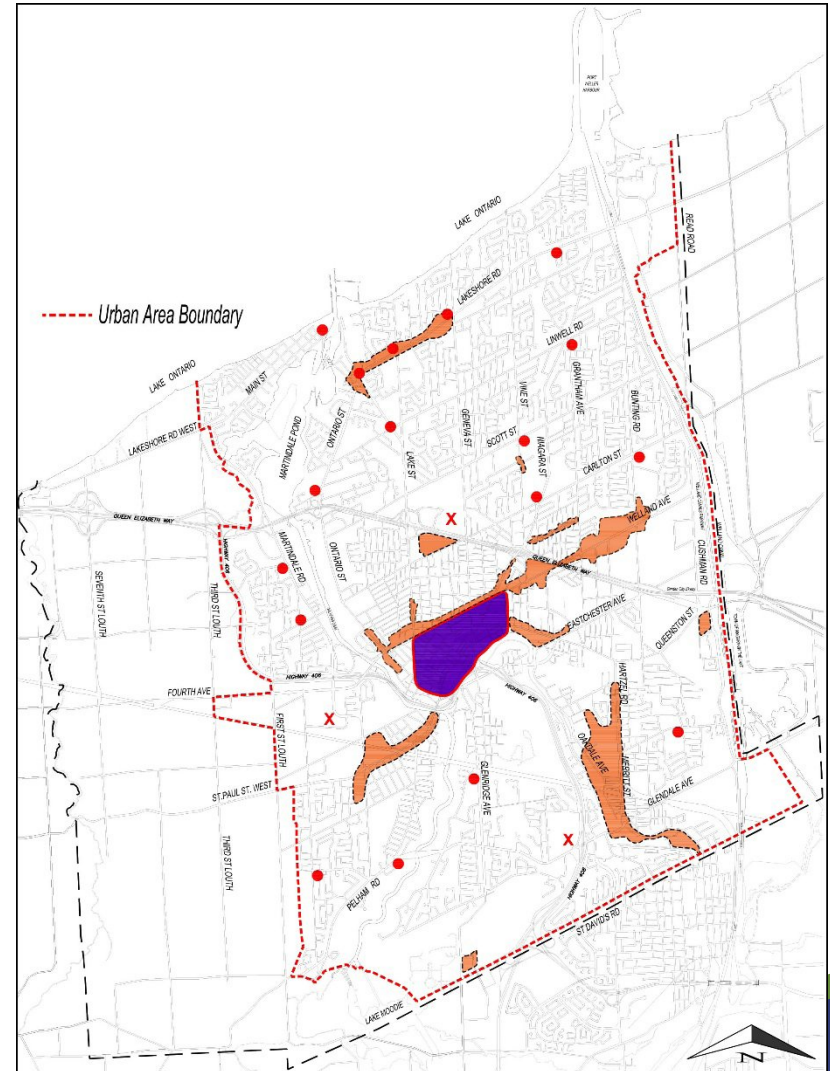 PORT
WELLER
HARBOUR
LAKE ONTARIO
READ ROAD
LAKESHORE RD
Urban Area Boundary
LINWELL RD
LAKE ONTARIO
MAIN ST
GRANTHAM AVE
VINE ST
BUNTING RD
LAKESHORE RD WEST
MARTINDALE POND
ONTARIO ST
GENEVA ST
SCOTT ST
NIAGARA ST
LAKE ST
CARLTON ST
WELLAND AVE
QUEEN ELIZABETH WAY
HIGHWAY 406
ONTARIO ST
MARTINDALE RD
QUEEN ELIZABETH WAY
CUSHMAN RD
SEVENTH ST LOUTH
THIRD ST LOUTH
EASTCHESTER AVE
QUEENSTON ST
HIGHWAY 406
HIGHWAY 406
HARTZEL RD
FOURTH AVE
FIRST ST LOUTH
X
X
OAKDALE AVE
MERRITT ST
GLENRIDGE AVE
ST.PAUL ST. WEST
GLENDALE AVE
THIRD ST LOUTH
X
PELHAM RD
HIGHWAY 406
ST DAVID'S RD
LAKE MOODIE
N